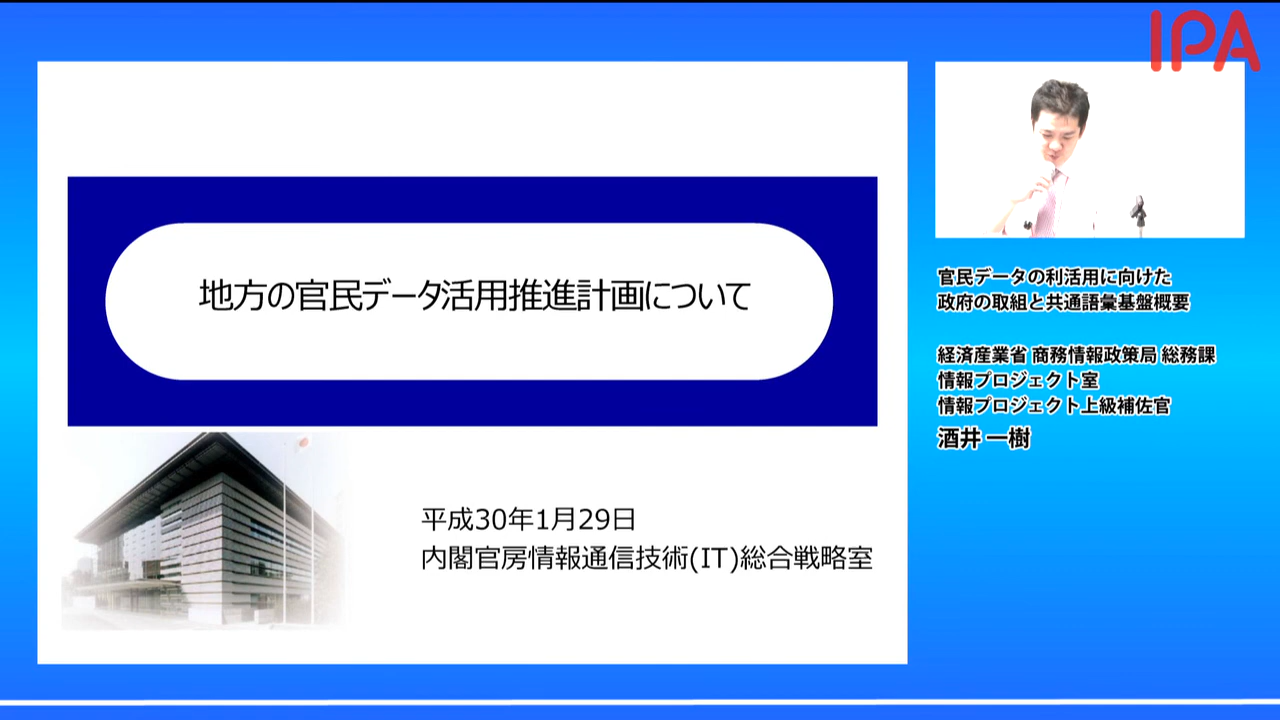 IPA
地方の官民データ活用推進計画について
平成30年1月29日
内閣官房情報通信技術(IT)総合戦略室
官民データの利活用に向けた
政府の取組と共通語彙基盤概要
経済産業省 商務情報政策局 総務課
情報プロジェクト室
情報プロジェクト上級補佐官
酒井 一樹